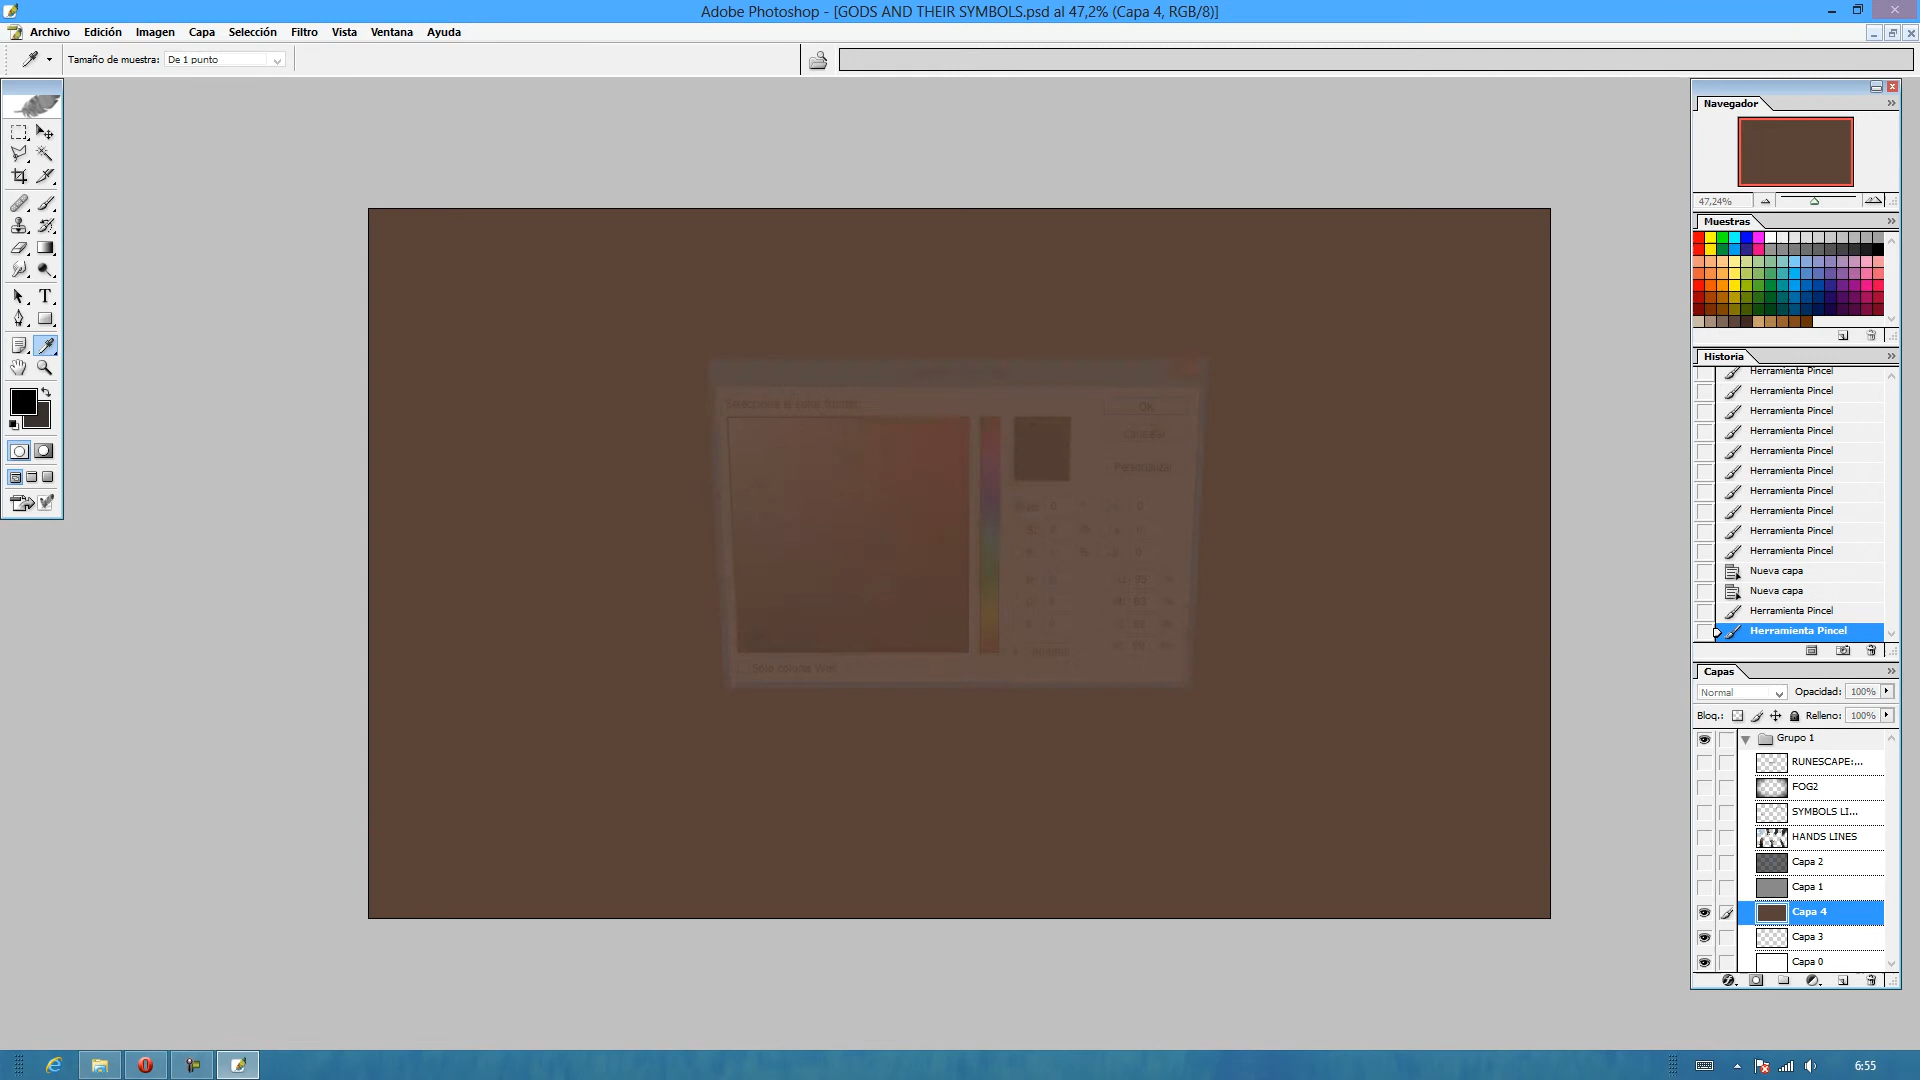 Adobe Photoshop - [GODS AND THEIR SYMBOLS.psd al 47,2% (Capa 4, RGB/8)]
Archivo Edición Imagen Capa Selección Filtro Vista Ventana Ayuda
Tamaño de muestra: De 1 punto
Navegador
47,24%
Muestras
Historia
Herramienta Pincel
Herramienta Pincel
Herramienta Pincel
Herramienta Pincel
Herramienta Pincel
Herramienta Pincel
Herramienta Pincel
Herramienta Pincel
Herramienta Pincel
Herramienta Pincel
Nueva capa
Nueva capa
Herramienta Pincel
Herramienta Pincel
Capas
Normal Opacidad: 100%
Bloq.: Relleno: 100%
Grupo 1
RUNESCAPE:...
FOG2
SYMBOLS LI...
HANDS LINES
Capa 2
Capa 1
Capa 4
Capa 3
Capa 0
OK
Personalizar
6:55